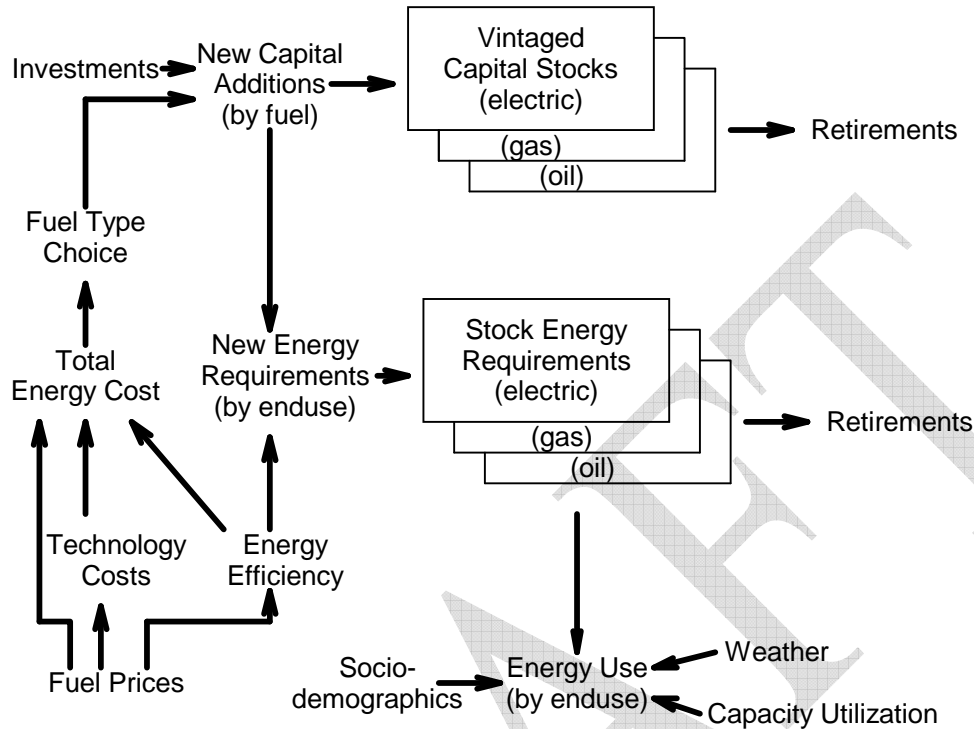 Investments
New Capital
Additions
(by fuel)
Vintaged
Capital Stocks
(electric)
(gas)
(oil)
Retirements
Fuel Type
Choice
New Energy
Requirements
(by enduse)
Stock Energy
Requirements
(electric)
(gas)
(oil)
Retirements
Total
Energy Cost
Technology
Costs
Energy
Efficiency
Fuel Prices
Socio-
demographics
Energy Use
(by enduse)
Weather
Capacity Utilization
AFT